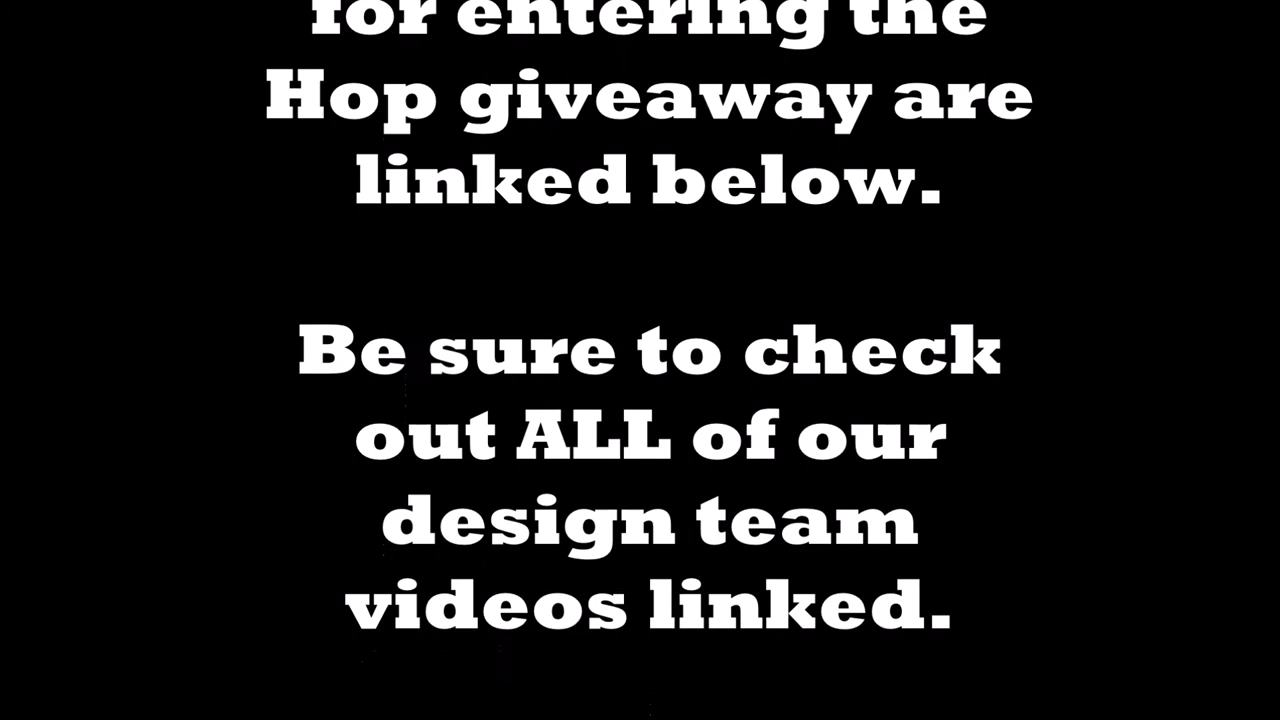 for entering the
Hop giveaway are
linked below.
Be sure to check
out ALL of our
design team
videos linked.